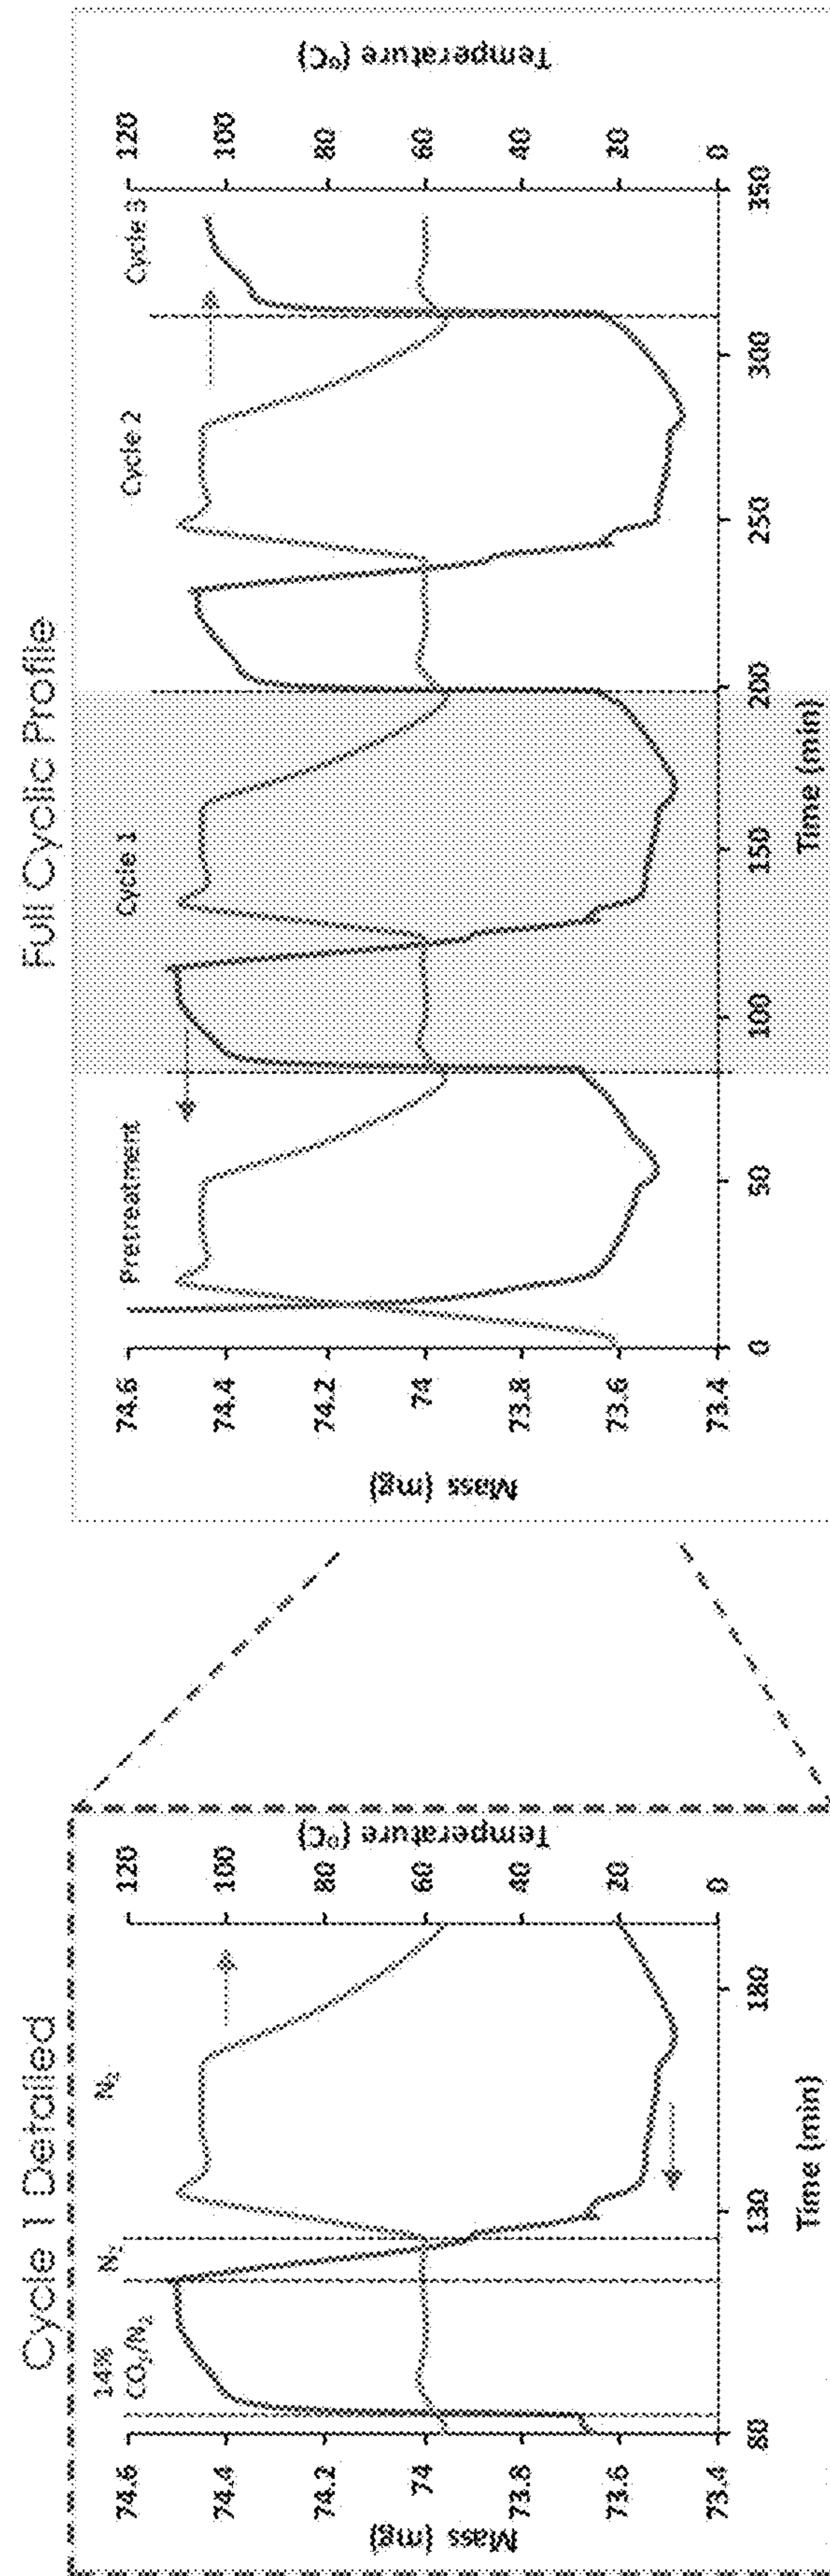 Cycle 1 Detailed
14%
CO₂/N₂
N₂
N₂
74.6
74.4
74.2
74
73.8
73.6
73.4
Mass (mg)
80
130
180
Time (min)
120
100
80
60
40
20
0
Temperature (°C)
Full Cyclic Profile
Pretreatment
Cycle 1
Cycle 2
Cycle 3
74.6
74.4
74.2
74
73.8
73.6
73.4
Mass (mg)
0
50
100
150
200
250
300
350
Time (min)
120
100
80
60
40
20
0
Temperature (°C)